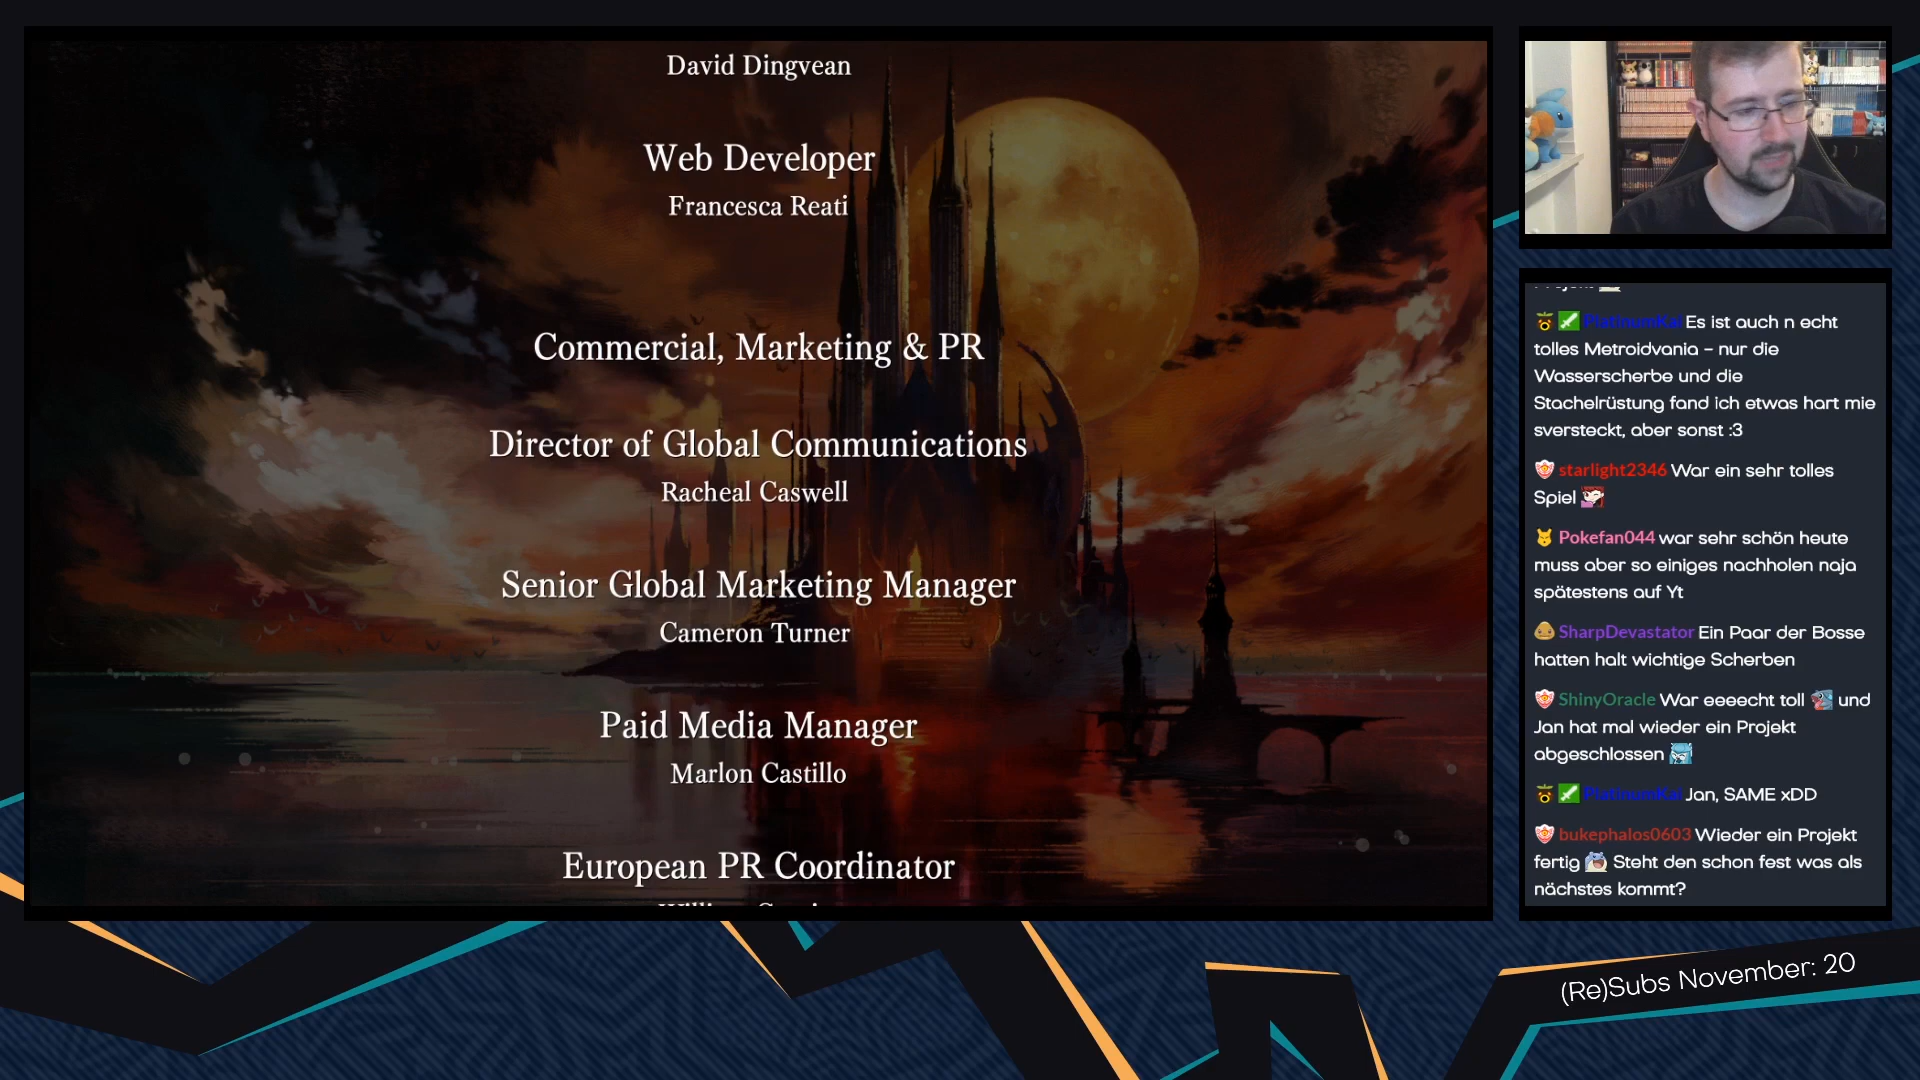 David Dingvean
Web Developer
Francesca Reati
Commercial, Marketing & PR
Director of Global Communications
Racheal Caswell
Senior Global Marketing Manager
Cameron Turner
Paid Media Manager
Marlon Castillo
European PR Coordinator
PlatinumKai Es ist auch n echt
tolles Metroidvania - nur die
Wasserscherbe und die
Stachelrüstung fand ich etwas hart mie
sversteckt, aber sonst :3
starlight2346 War ein sehr tolles
Spiel
Pokefan044 war sehr schön heute
muss aber so einiges nachholen naja
spätestens auf Yt
SharpDevastator Ein Paar der Bosse
hatten halt wichtige Scherben
ShinyOracle War eeeecht toll und
Jan hat mal wieder ein Projekt
abgeschlossen
PlatinumKai Jan, SAME xDD
bukephalos0603 Wieder ein Projekt
fertig Steht den schon fest was als
nächstes kommt?
(Re)Subs November: 20